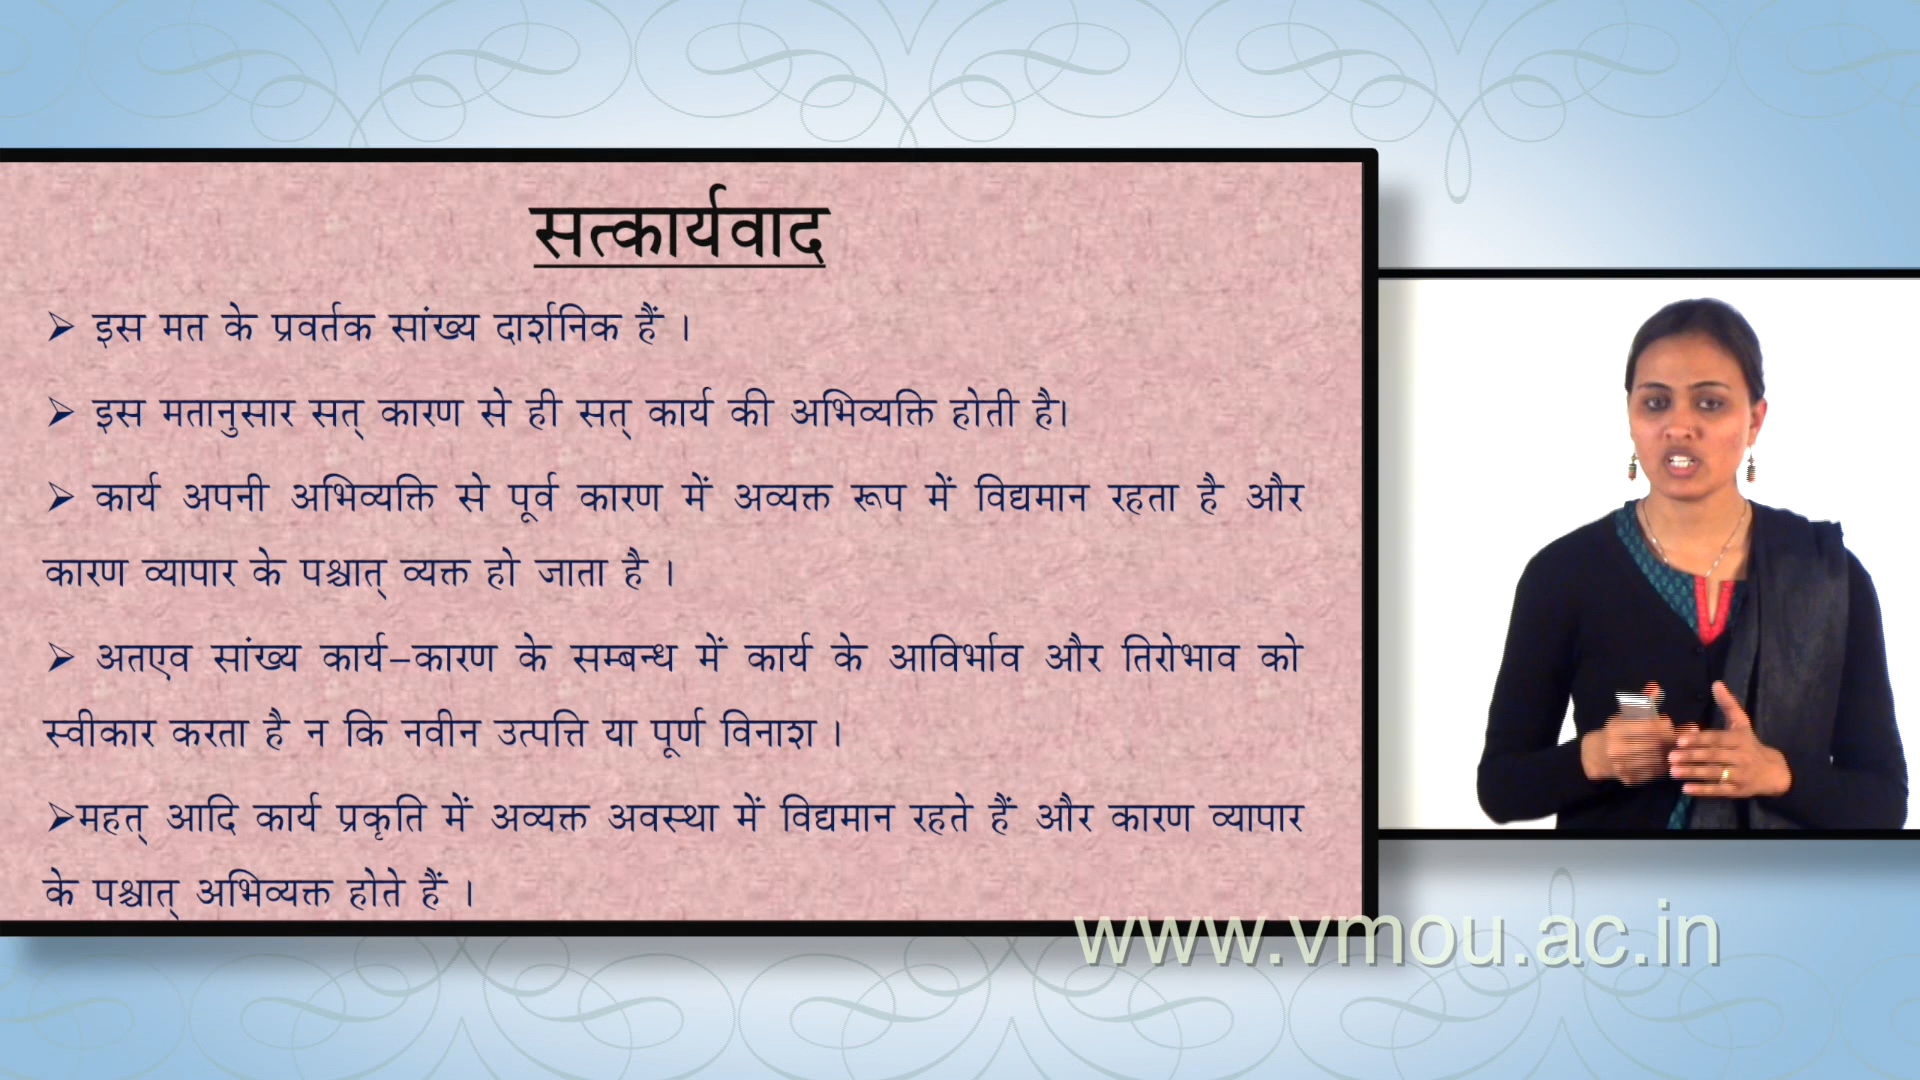 सत्कार्यवाद
➢ इस मत के प्रवर्तक सांख्य दार्शनिक हैं ।
➢ इस मतानुसार सत् कारण से ही सत् कार्य की अभिव्यक्ति होती है।
➢ कार्य अपनी अभिव्यक्ति से पूर्व कारण में अव्यक्त रूप में विद्यमान रहता है और
कारण व्यापार के पश्चात् व्यक्त हो जाता है ।
➢ अतएव सांख्य कार्य–कारण के सम्बन्ध में कार्य के आविर्भाव और तिरोभाव को
स्वीकार करता है न कि नवीन उत्पत्ति या पूर्ण विनाश ।
➢महत् आदि कार्य प्रकृति में अव्यक्त अवस्था में विद्यमान रहते हैं और कारण व्यापार
के पश्चात् अभिव्यक्त होते हैं ।
www.vmou.ac.in